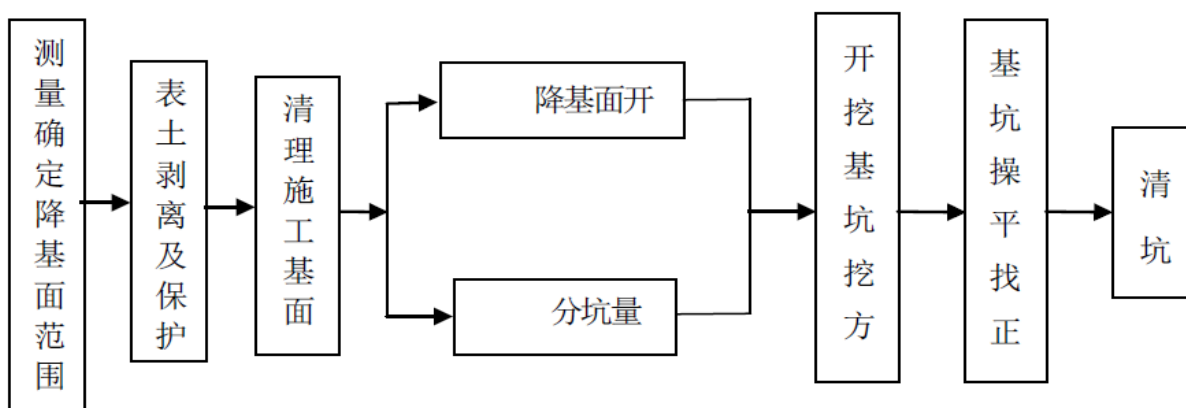 测量确定降基面范围
表土剥离及保护
清理施工基面
降基面开
分坑量
开挖基坑挖方
基坑操平找正
清坑